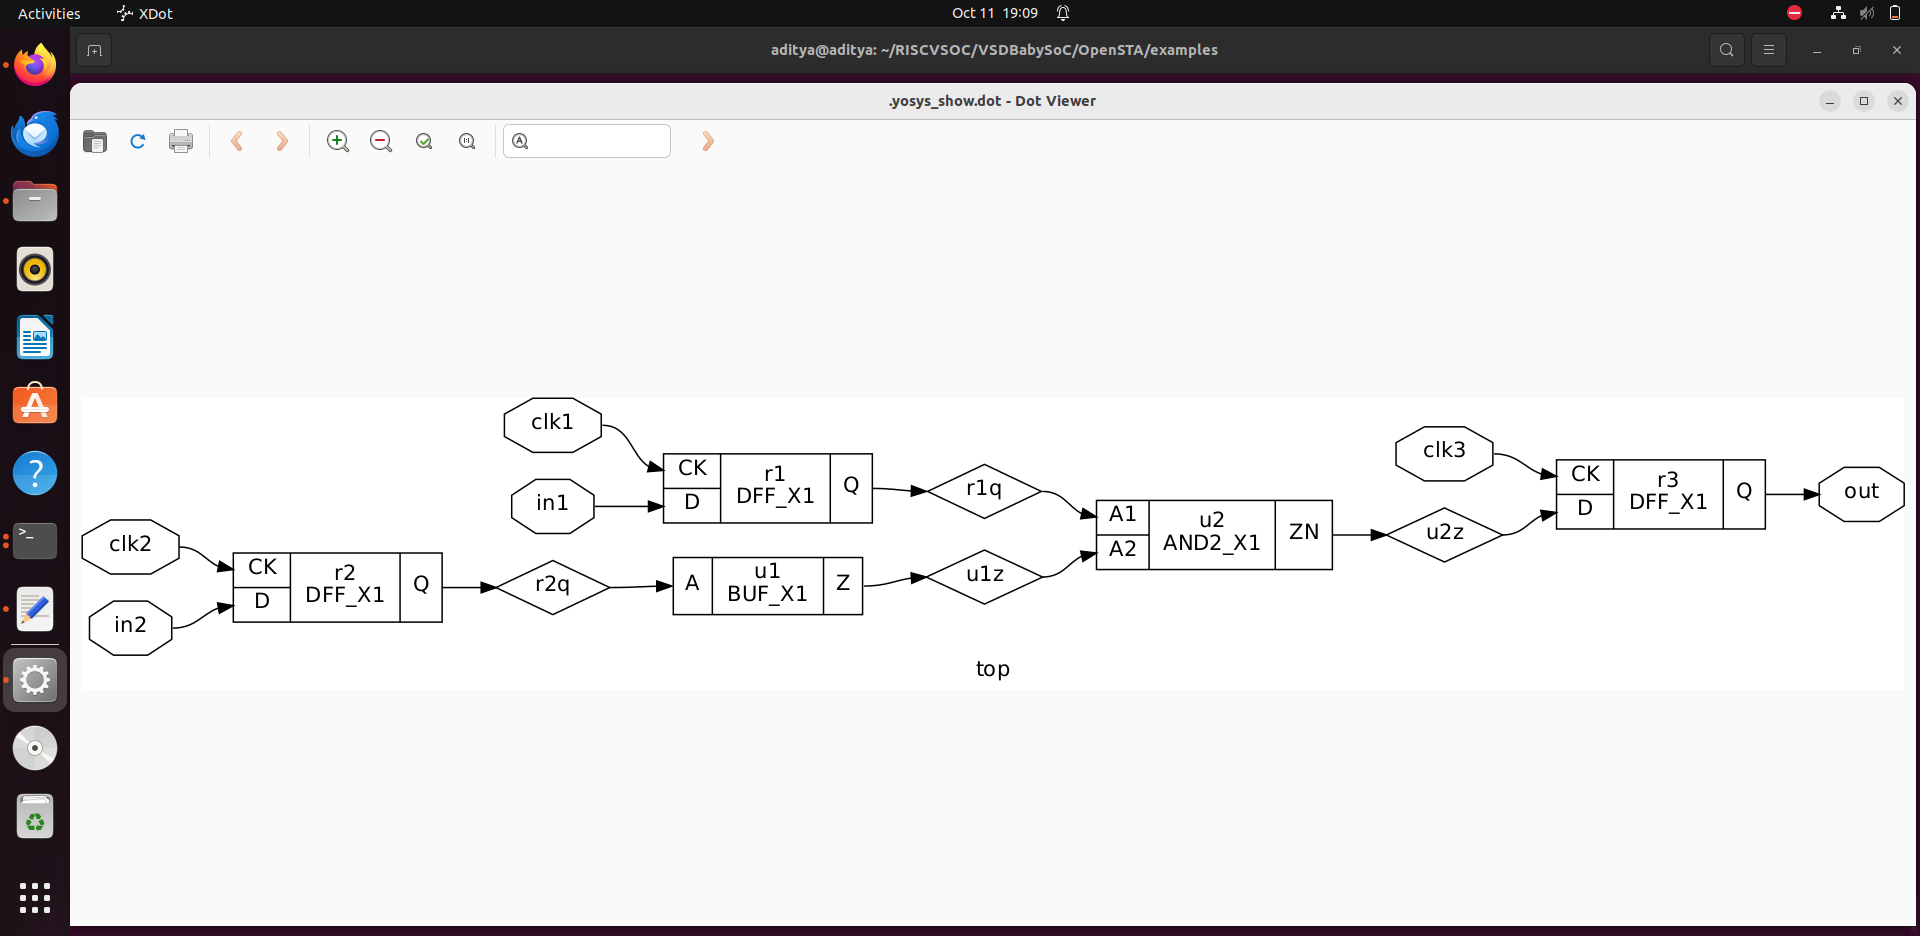 Activities
XDot
Oct 11 19:09
aditya@aditya: ~/RISCVSOC/VSDBabySoC/OpenSTA/examples
.yosys_show.dot - Dot Viewer
clk1
in1
CK
D
r1
DFF_X1
Q
r1q
clk2
in2
CK
D
r2
DFF_X1
Q
r2q
A
u1
BUF_X1
Z
u1z
A1
A2
u2
AND2_X1
ZN
u2z
clk3
CK
D
r3
DFF_X1
Q
out
top